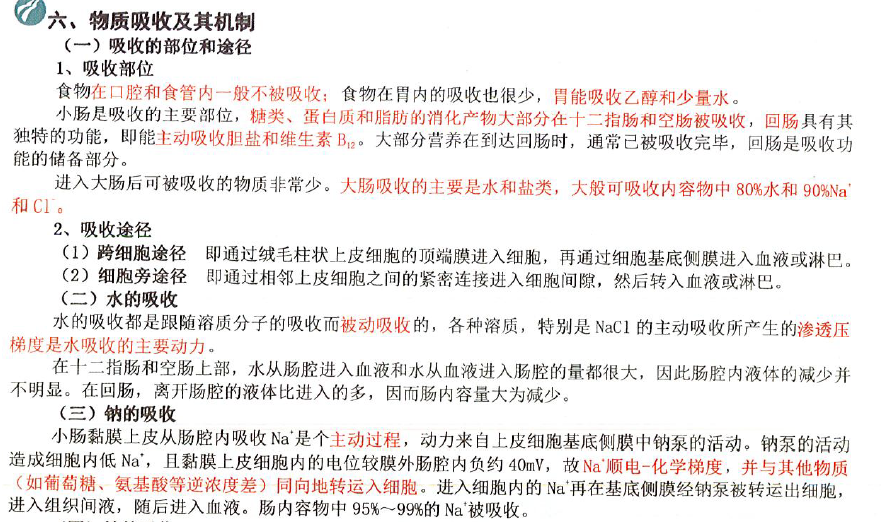 六、物质吸收及其机制
（一）吸收的部位和途径
1、吸收部位
食物在口腔和食管内一般不被吸收；食物在胃内的吸收也很少，胃能吸收乙醇和少量水。
小肠是吸收的主要部位，糖类、蛋白质和脂肪的消化产物大部分在十二指肠和空肠被吸收，回肠具有其
独特的功能，即能主动吸收胆盐和维生素 B₁₂。大部分营养在到达回肠时，通常已被吸收完毕，回肠是吸收功
能的储备部分。
进入大肠后可被吸收的物质非常少。大肠吸收的主要是水和盐类，大般可吸收内容物中 80%水和 90%Na⁺
和 Cl⁻。
2、吸收途径
（1）跨细胞途径 即通过绒毛柱状上皮细胞的顶端膜进入细胞，再通过细胞基底侧膜进入血液或淋巴。
（2）细胞旁途径 即通过相邻上皮细胞之间的紧密连接进入细胞间隙，然后转入血液或淋巴。
（二）水的吸收
水的吸收都是跟随溶质分子的吸收而被动吸收的，各种溶质，特别是 NaCl 的主动吸收所产生的渗透压
梯度是水吸收的主要动力。
在十二指肠和空肠上部，水从肠腔进入血液和水从血液进入肠腔的量都很大，因此肠腔内液体的减少并
不明显。在回肠，离开肠腔的液体比进入的多，因而肠内容量大为减少。
（三）钠的吸收
小肠黏膜上皮从肠腔内吸收 Na⁺是个主动过程，动力来自上皮细胞基底侧膜中钠泵的活动。钠泵的活动
造成细胞内低 Na⁺，且黏膜上皮细胞内的电位较膜外肠腔内负约 40mV，故 Na⁺顺电-化学梯度，并与其他物质
（如葡萄糖、氨基酸等逆浓度差）同向地转运入细胞。进入细胞内的 Na⁺再在基底侧膜经钠泵被转运出细胞，
进入组织间液，随后进入血液。肠内容物中 95%～99%的 Na⁺被吸收。